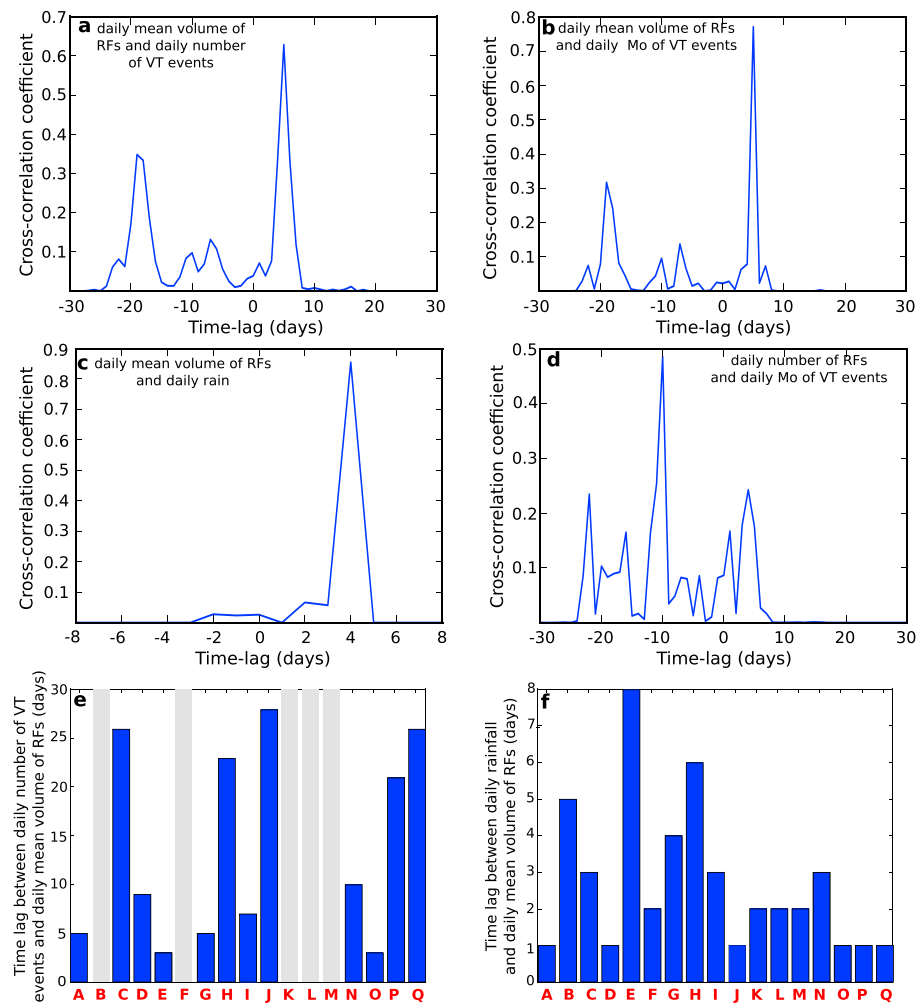 a
daily mean volume of
RFs and daily number
of VT events
Cross-correlation coefficient
0.7
0.6
0.5
0.4
0.3
0.2
0.1
-30 -20 -10 0 10 20 30
Time-lag (days)
b
daily mean volume of RFs
and daily Mo of VT events
Cross-correlation coefficient
0.8
0.7
0.6
0.5
0.4
0.3
0.2
0.1
-30 -20 -10 0 10 20 30
Time-lag (days)
c
daily mean volume of RFs
and daily rain
Cross-correlation coefficient
0.9
0.8
0.7
0.6
0.5
0.4
0.3
0.2
0.1
-8 -6 -4 -2 0 2 4 6 8
Time-lag (days)
d
daily number of RFs
and daily Mo of VT events
Cross-correlation coefficient
0.5
0.4
0.3
0.2
0.1
-30 -20 -10 0 10 20 30
Time-lag (days)
e
Time lag between daily number of VT
events and daily mean volume of RFs (days)
30
25
20
15
10
5
0
A B C D E F G H I J K L M N O P Q
f
Time lag between daily rainfall
and daily mean volume of RFs (days)
8
7
6
5
4
3
2
1
0
A B C D E F G H I J K L M N O P Q